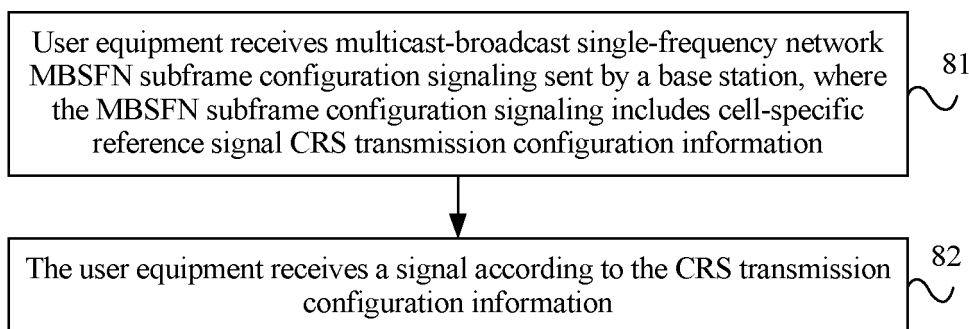 User equipment receives multicast-broadcast single-frequency network
MBSFN subframe configuration signaling sent by a base station, where
the MBSFN subframe configuration signaling includes cell-specific
reference signal CRS transmission configuration information
81
The user equipment receives a signal according to the CRS transmission
configuration information
82